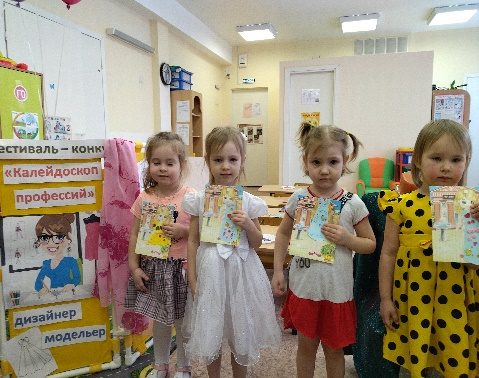 естиваль – конк
«Калейдоскоп
профессий»
дизайнер
модельер